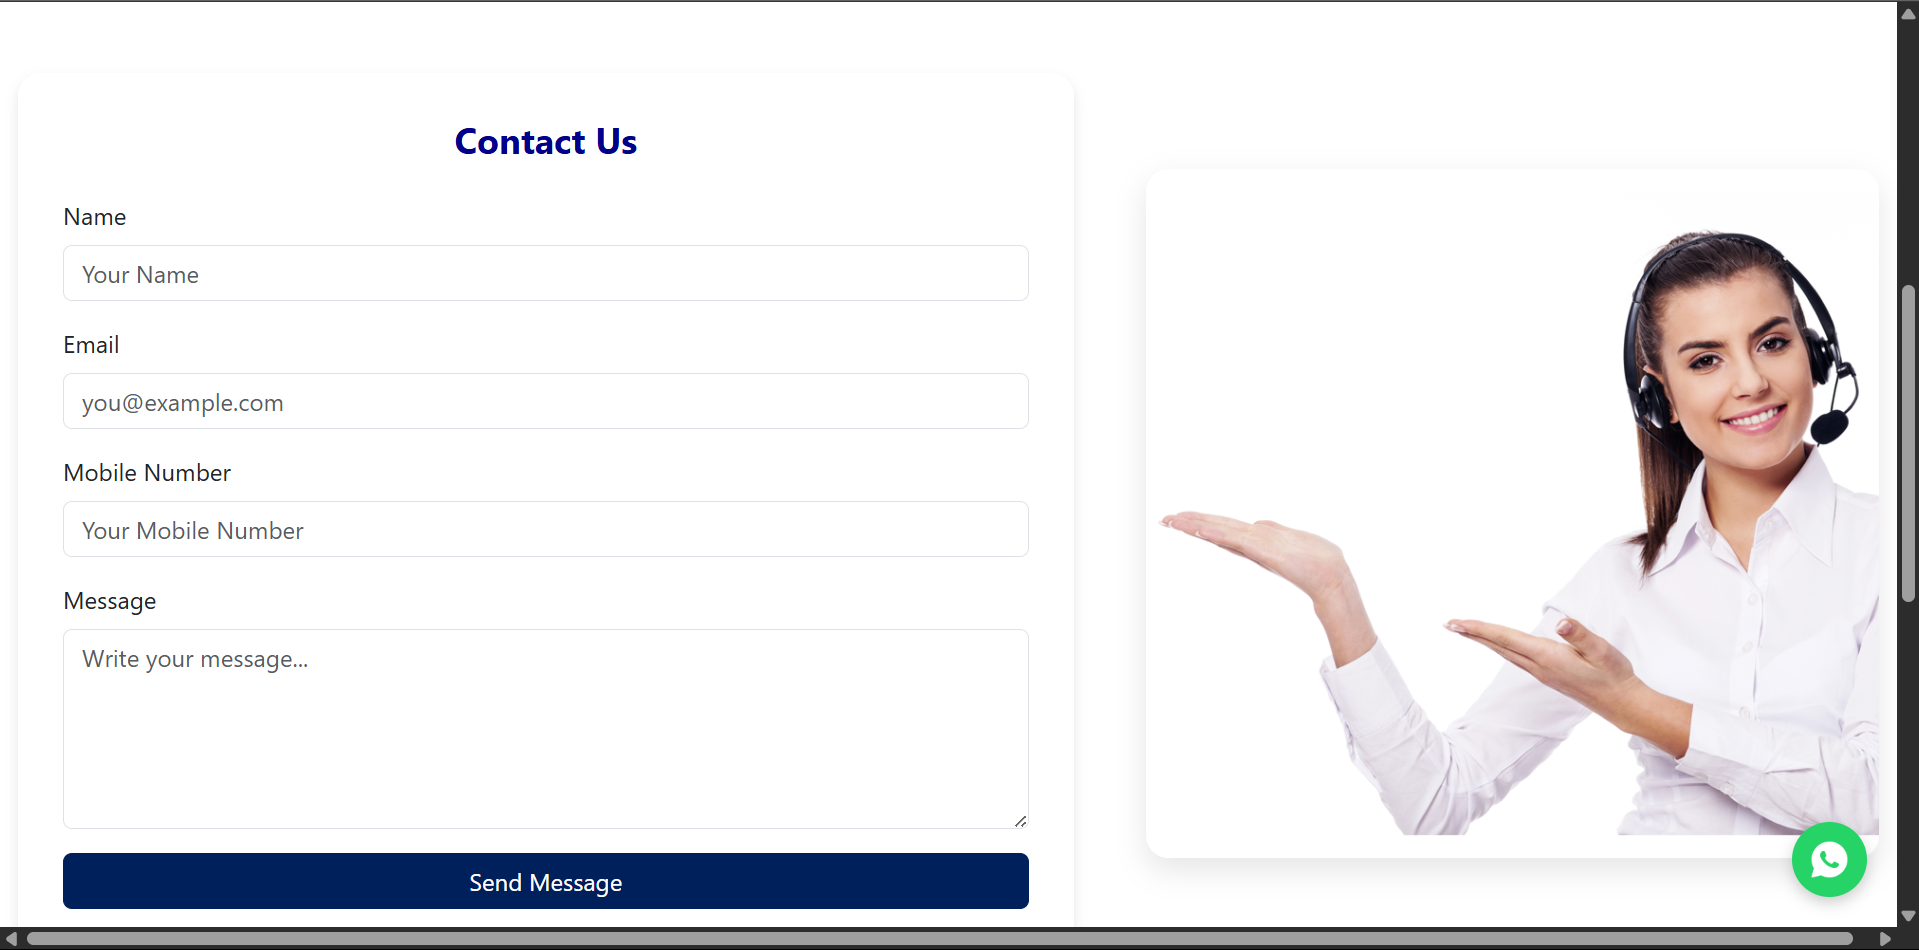 Contact Us
Name
Your Name
Email
you@example.com
Mobile Number
Your Mobile Number
Message
Write your message...
Send Message